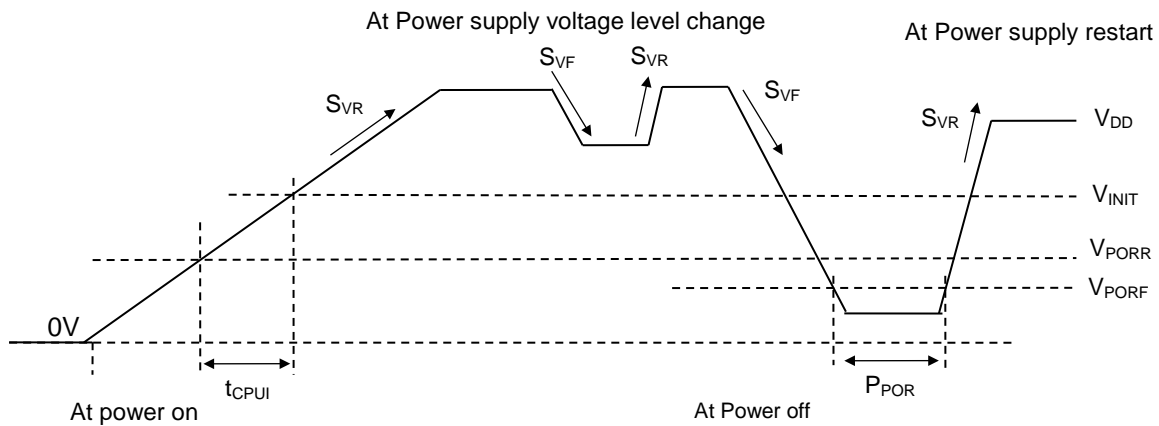 At Power supply voltage level change
At Power supply restart
SVF
SVR
SVF
SVR
SVR
VDD
VINIT
VPORR
VPORF
0V
tCPUI
PPOR
At power on
At Power off